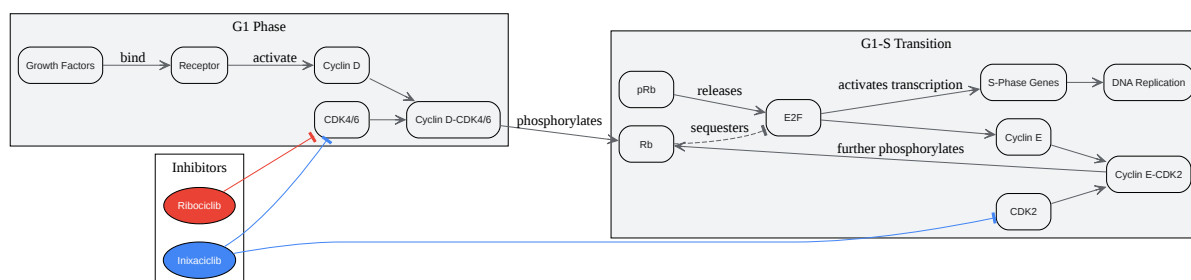 G1 Phase
Growth Factors
bind
Receptor
activate
Cyclin D
CDK4/6
Cyclin D-CDK4/6
phosphorylates
Inhibitors
Ribociclib
Inixaciclib
G1-S Transition
pRb
releases
Rb
sequesters
E2F
activates transcription
S-Phase Genes
DNA Replication
Cyclin E
further phosphorylates
Cyclin E-CDK2
CDK2